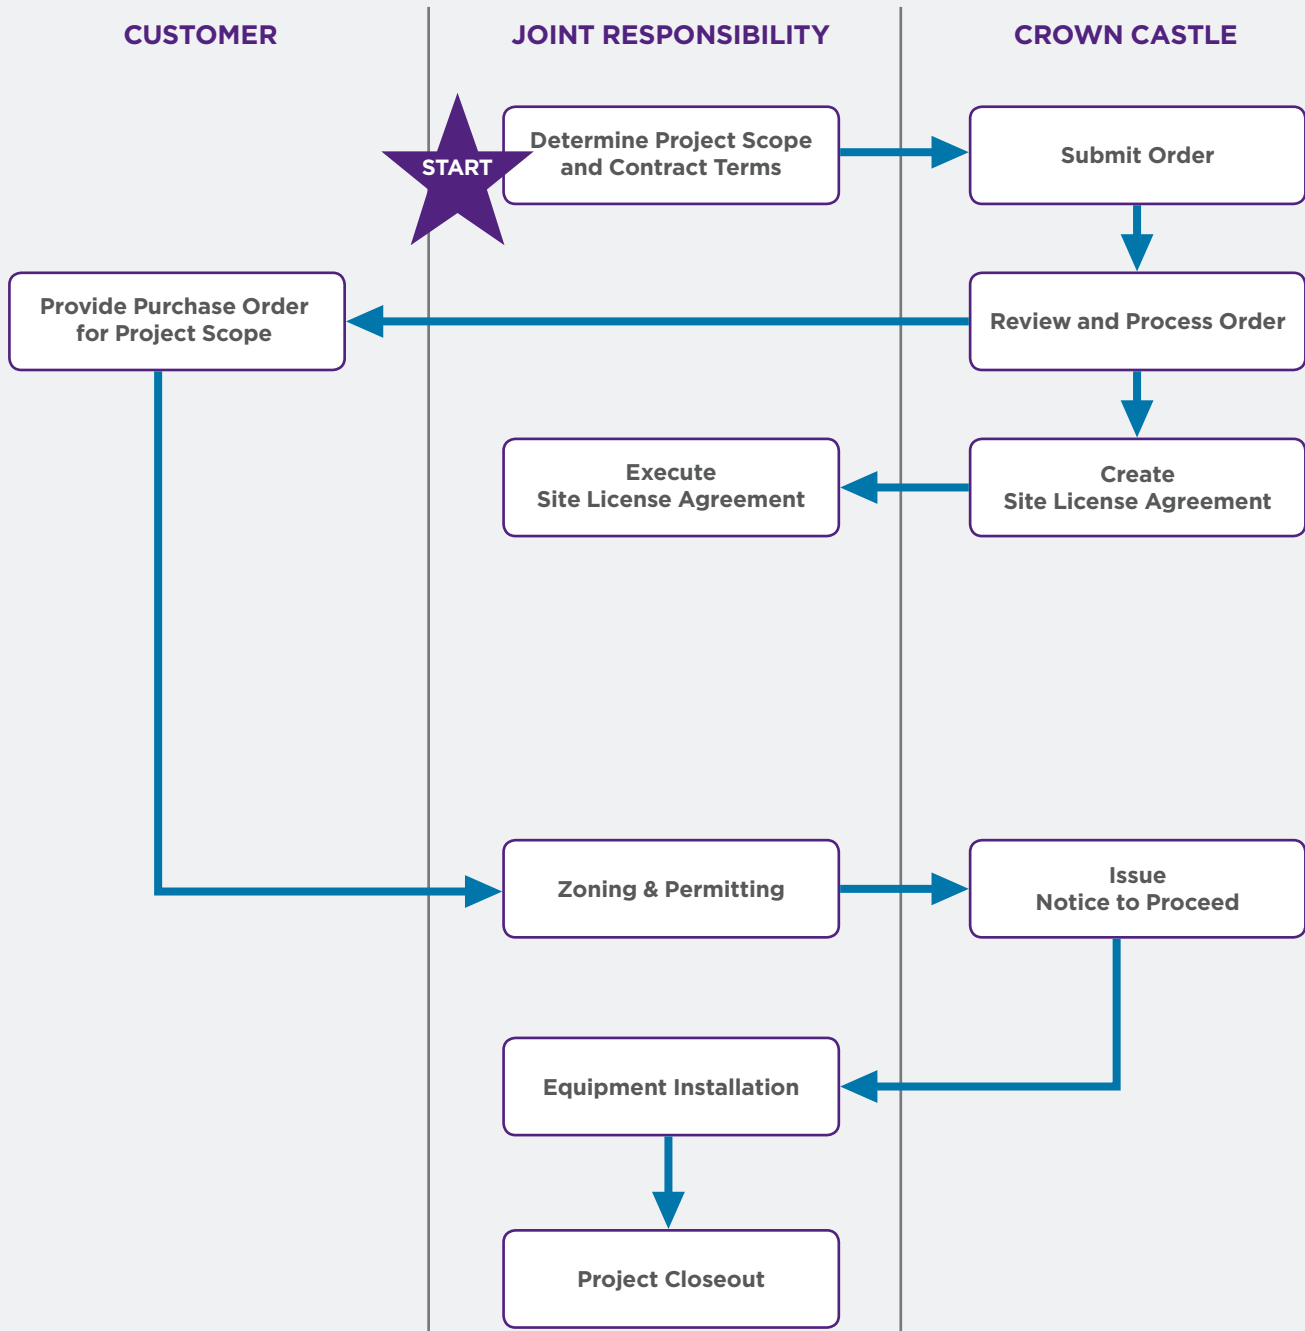 CUSTOMER
JOINT RESPONSIBILITY
CROWN CASTLE
START
Determine Project Scope
and Contract Terms
Submit Order
Provide Purchase Order
for Project Scope
Review and Process Order
Execute
Site License Agreement
Create
Site License Agreement
Zoning & Permitting
Issue
Notice to Proceed
Equipment Installation
Project Closeout